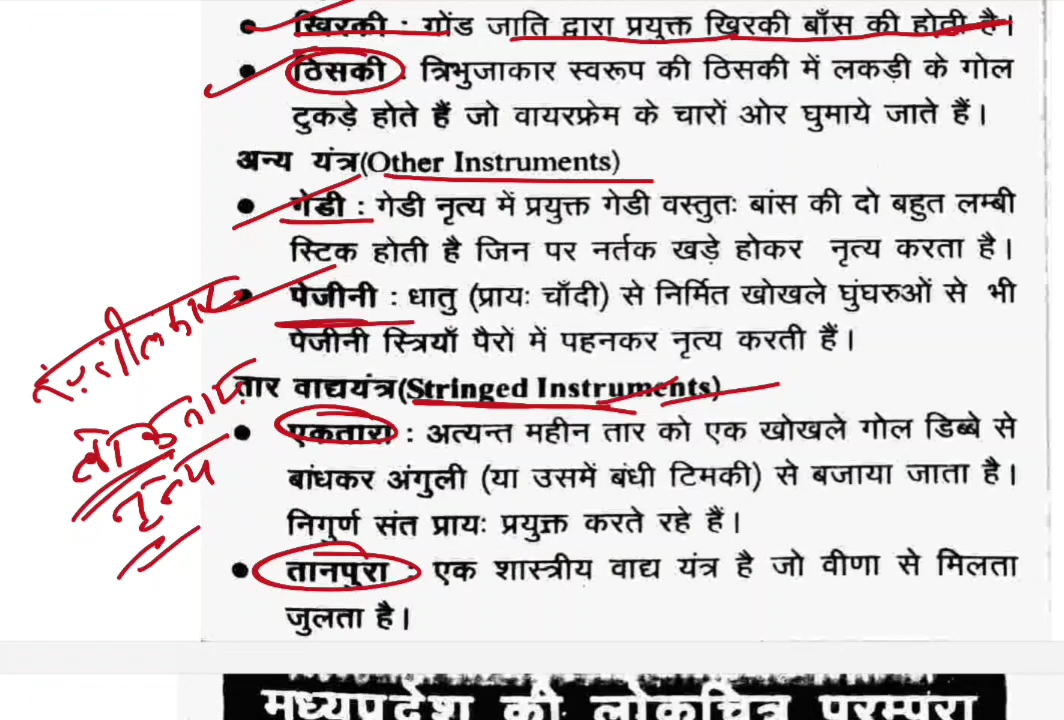 खिरकी : गोंड जाति द्वारा प्रयुक्त खिरकी बाँस की होती है।
ठिसकी : त्रिभुजाकार स्वरूप की ठिसकी में लकड़ी के गोल
टुकड़े होते हैं जो वायरफ्रेम के चारों ओर घुमाये जाते हैं।
अन्य यंत्र(Other Instruments)
गेडी : गेडी नृत्य में प्रयुक्त गेडी वस्तुतः बांस की दो बहुत लम्बी
स्टिक होती है जिन पर नर्तक खड़े होकर नृत्य करता है।
पेजीनी : धातु (प्रायः चाँदी) से निर्मित खोखले घुंघरुओं से भी
पेजीनी स्त्रियाँ पैरों में पहनकर नृत्य करती हैं।
तार वाद्ययंत्र(Stringed Instruments)
एकतारा : अत्यन्त महीन तार को एक खोखले गोल डिब्बे से
बांधकर अंगुली (या उसमें बंधी टिमकी) से बजाया जाता है।
निगुर्ण संत प्रायः प्रयुक्त करते रहे हैं।
तानपुरा : एक शास्त्रीय वाद्य यंत्र है जो वीणा से मिलता
जुलता है।
मध्यप्रदेश की लोकचित्र परम्परा